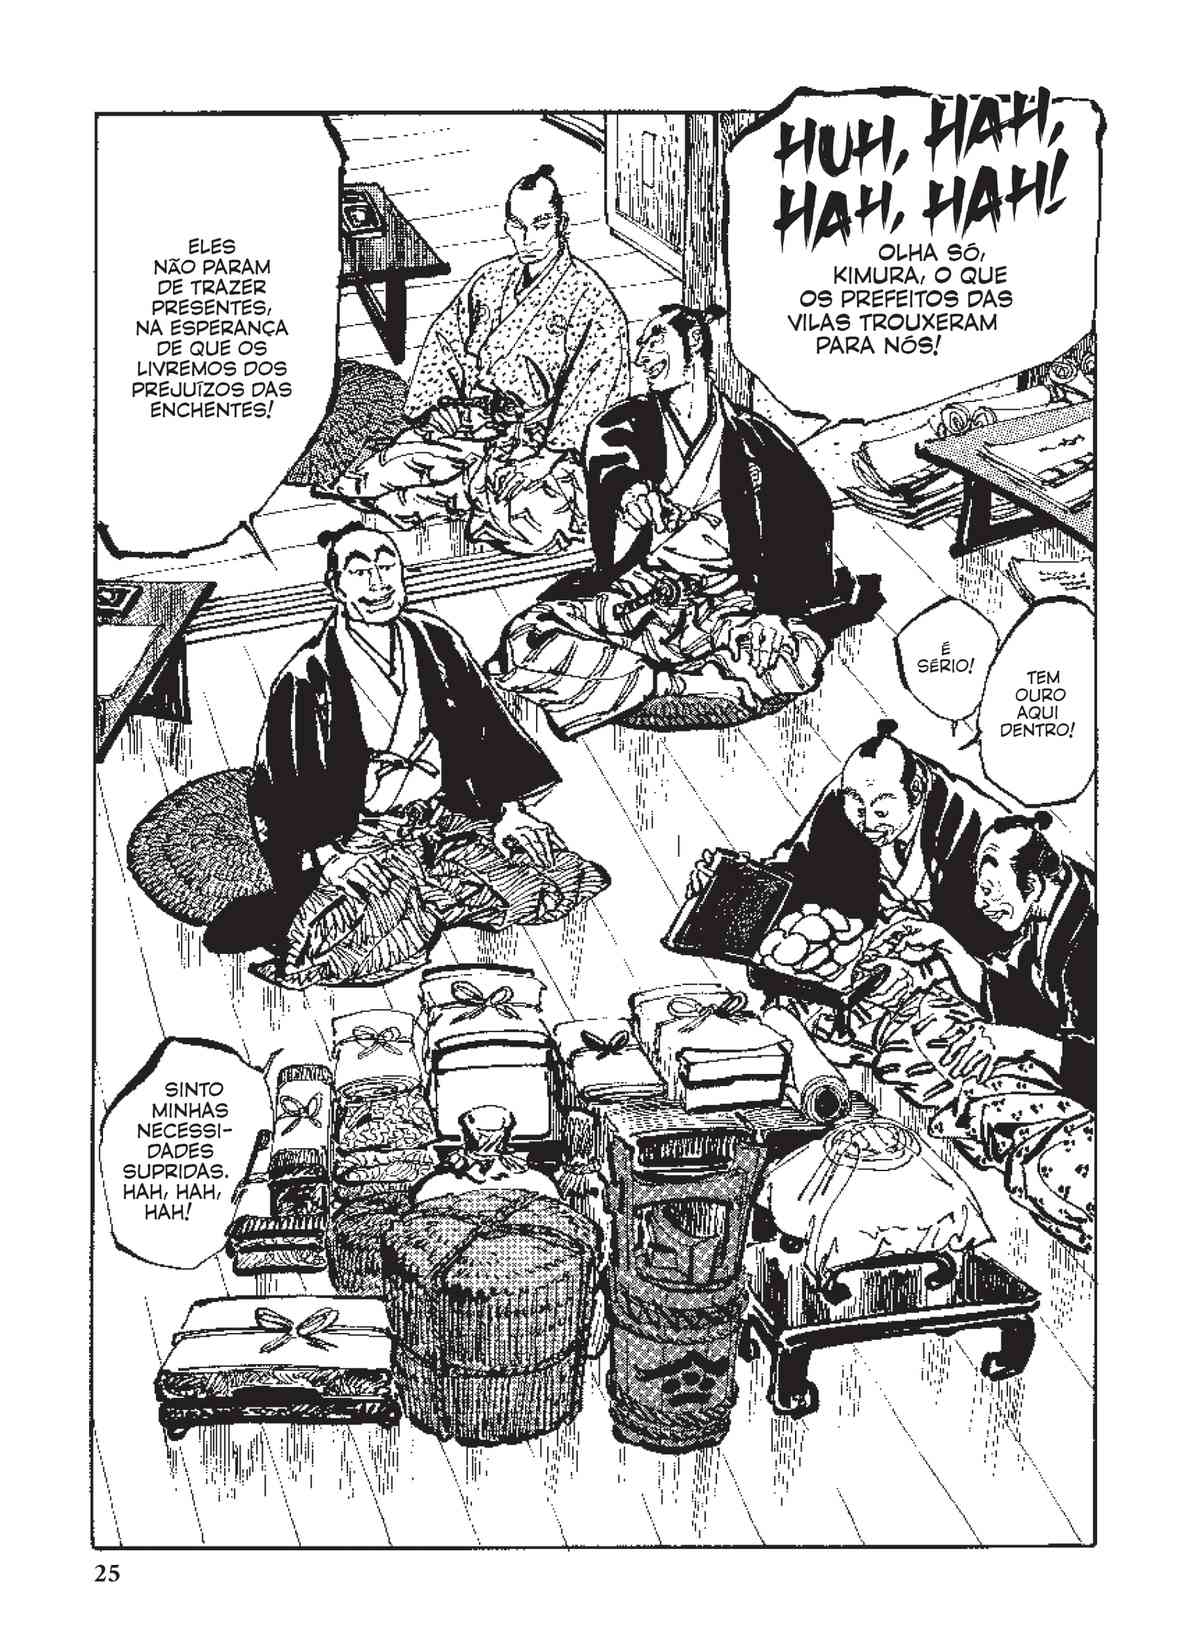 HUH, HAH,
HAH, HAH!
OLHA SÓ,
KIMURA, O QUE
OS PREFEITOS DAS
VILAS TROUXERAM
PARA NÓS!
ELES
NÃO PARAM
DE TRAZER
PRESENTES,
NA ESPERANÇA
DE QUE OS
LIVREMOS DOS
PREJUÍZOS DAS
ENCHENTES!
É
SÉRIO!
TEM
OURO
AQUI
DENTRO!
SINTO
MINHAS
NECESSI-
DADES
SUPRIDAS.
HAH, HAH,
HAH!
25